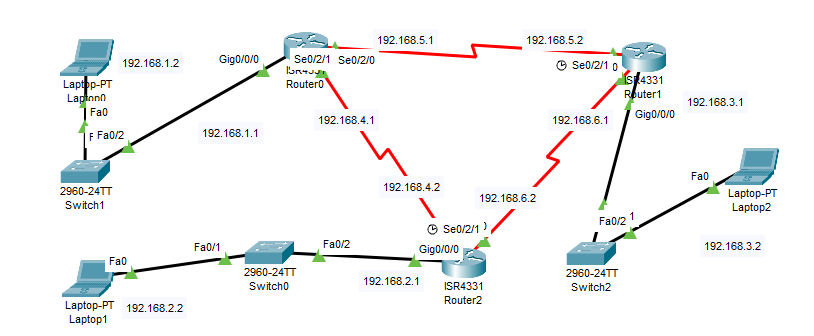 192.168.5.1
192.168.5.2
192.168.1.2
Gig0/0/0
Se0/2/1
Se0/2/0
ISR4331
Router0
Se0/2/1
ISR4331
Router1
Laptop-PT
Laptop0
Fa0
192.168.3.1
Gig0/0/0
192.168.4.1
192.168.6.1
Fa0/2
192.168.1.1
2960-24TT
Switch1
Fa0
Laptop-PT
Laptop2
192.168.4.2
192.168.6.2
Fa0/2
Se0/2/1
Fa0/1
Fa0/2
Gig0/0/0
192.168.3.2
Fa0
2960-24TT
Switch0
192.168.2.1
ISR4331
Router2
2960-24TT
Switch2
Laptop-PT
Laptop1
192.168.2.2